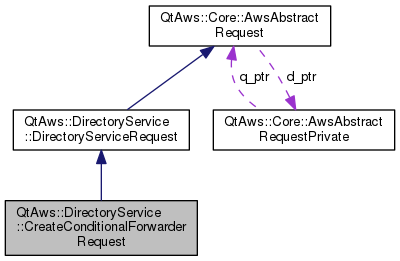 QtAws::Core::AwsAbstract
Request
q_ptr
d_ptr
QtAws::DirectoryService
::DirectoryServiceRequest
QtAws::Core::AwsAbstract
RequestPrivate
QtAws::DirectoryService
::CreateConditionalForwarder
Request